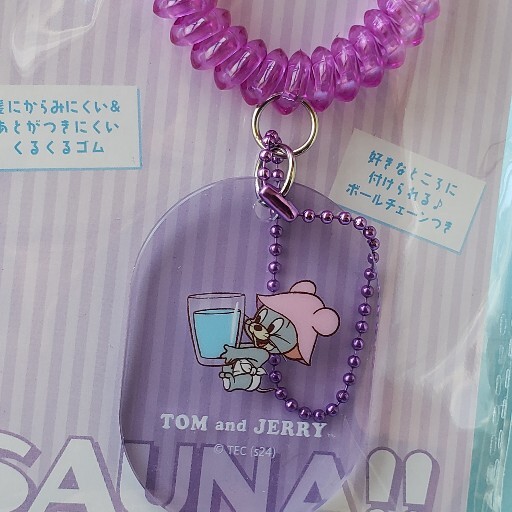 髪にからみにくい&
あとがつきにくい
くるくるゴム
好きなところに
付けられる♪
ボールチェーンつき
TOM and JERRY
© TEC (s24)
SAUNA!!